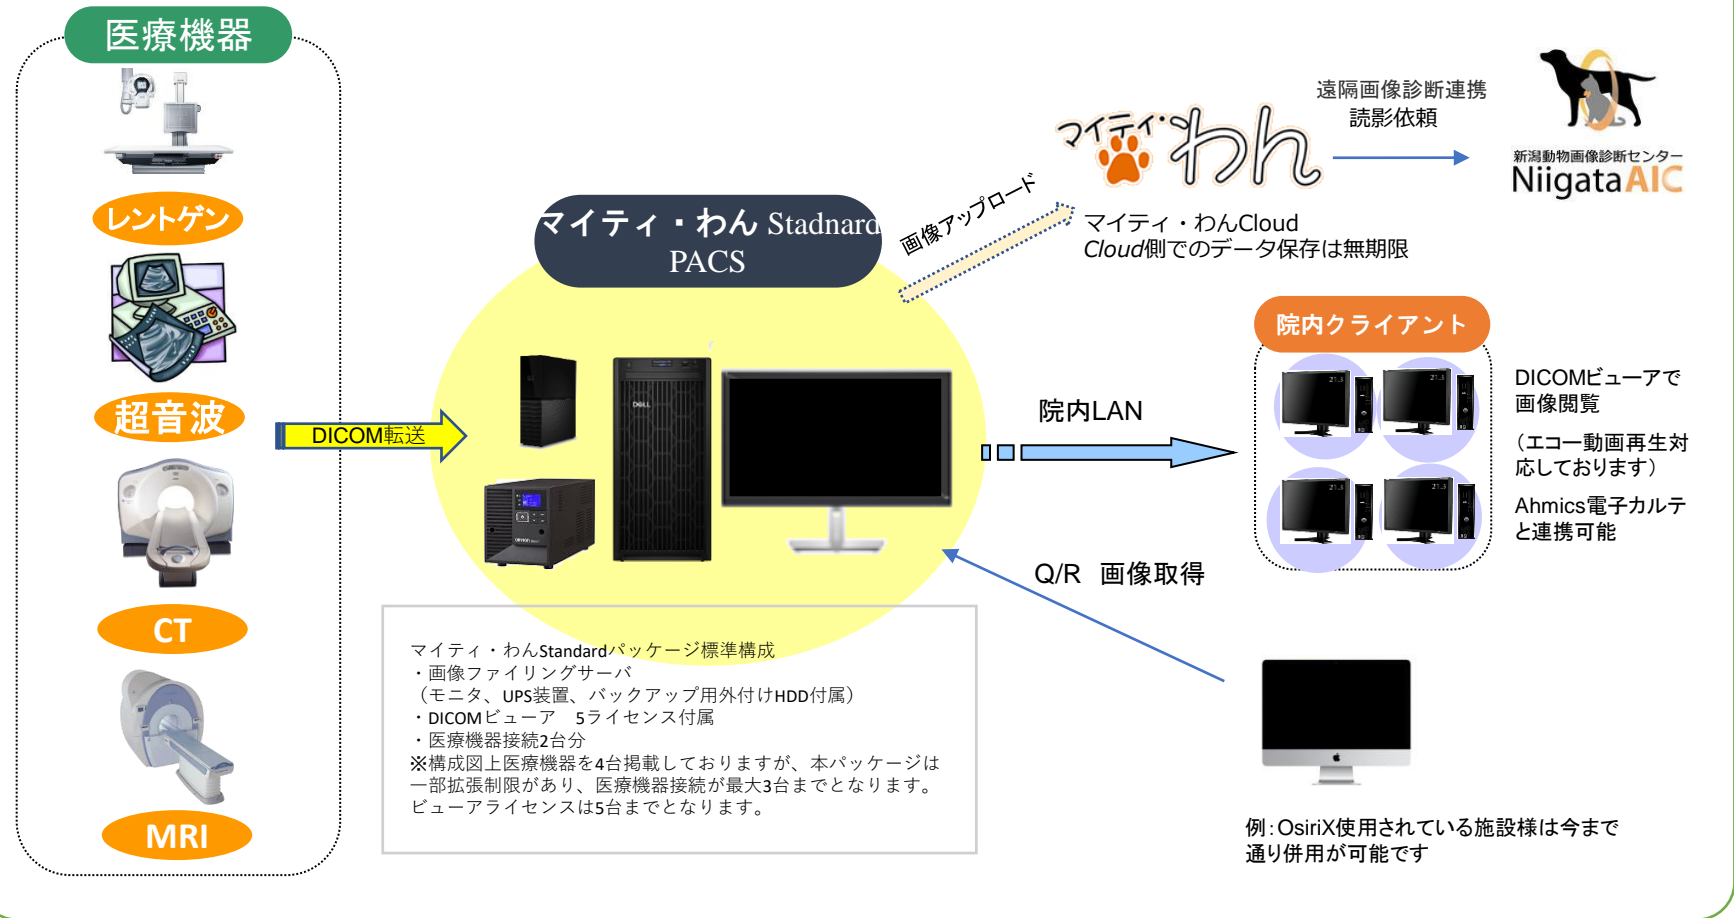 医療機器
レントゲン
超音波
CT
MRI
DICOM転送
マイティ・わん Stadnard
PACS
DELL
omron
画像アップロード
マイティ・わん
マイティ・わんCloud
Cloud側でのデータ保存は無期限
遠隔画像診断連携
読影依頼
新潟動物画像診断センター
NiigataAIC
院内LAN
院内クライアント
21.3
21.3
21.3
21.3
DICOMビューアで
画像閲覧
（エコー動画再生対
応しております）
Ahmics電子カルテ
と連携可能
Q/R 画像取得
マイティ・わんStandardパッケージ標準構成
・画像ファイリングサーバ
（モニタ、UPS装置、バックアップ用外付けHDD付属）
・DICOMビューア　5ライセンス付属
・医療機器接続2台分
※構成図上医療機器を4台掲載しておりますが、本パッケージは
一部拡張制限があり、医療機器接続が最大3台までとなります。
ビューアライセンスは5台までとなります。
例：OsiriX使用されている施設様は今まで
通り併用が可能です